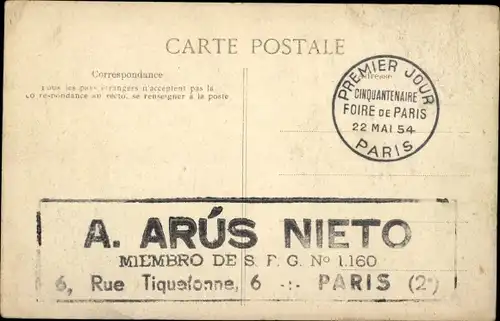 CARTE POSTALE
Correspondance
Tous les pays étrangers n'acceptent pas la
correspondance au recto, se renseigner à la poste.
Adresse
PREMIER JOUR
CINQUANTENAIRE
FOIRE DE PARIS
22 MAI 54
PARIS
A. ARÚS NIETO
MIEMBRO DE S. F. G. Nº 1.160
6, Rue Tiquetonne, 6 -:- PARIS (2º)